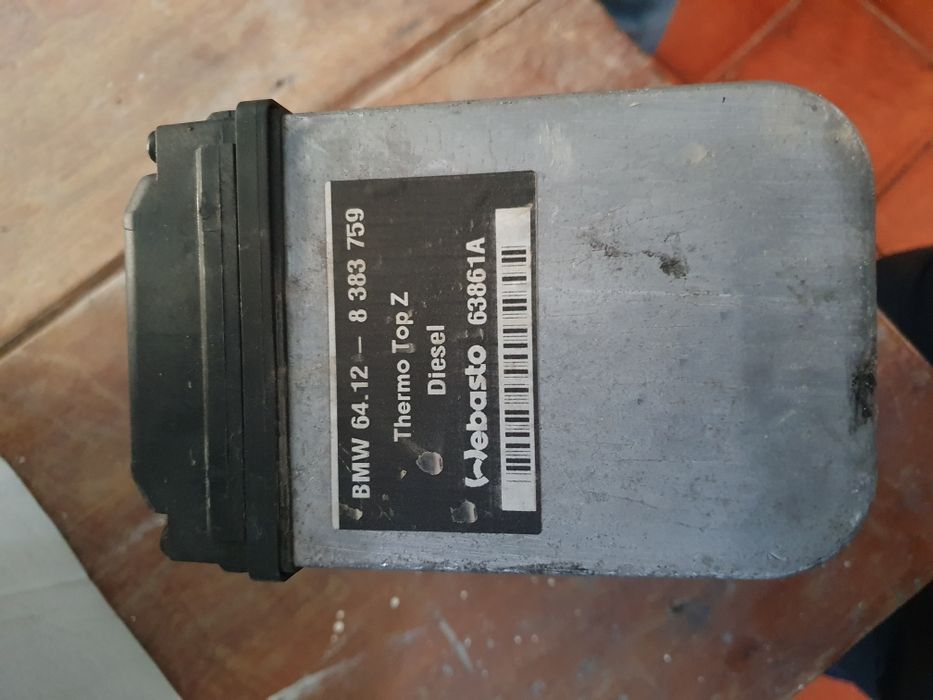 BMW 64.12 – 8 383 759
Thermo Top Z
Diesel
Webasto 63861A